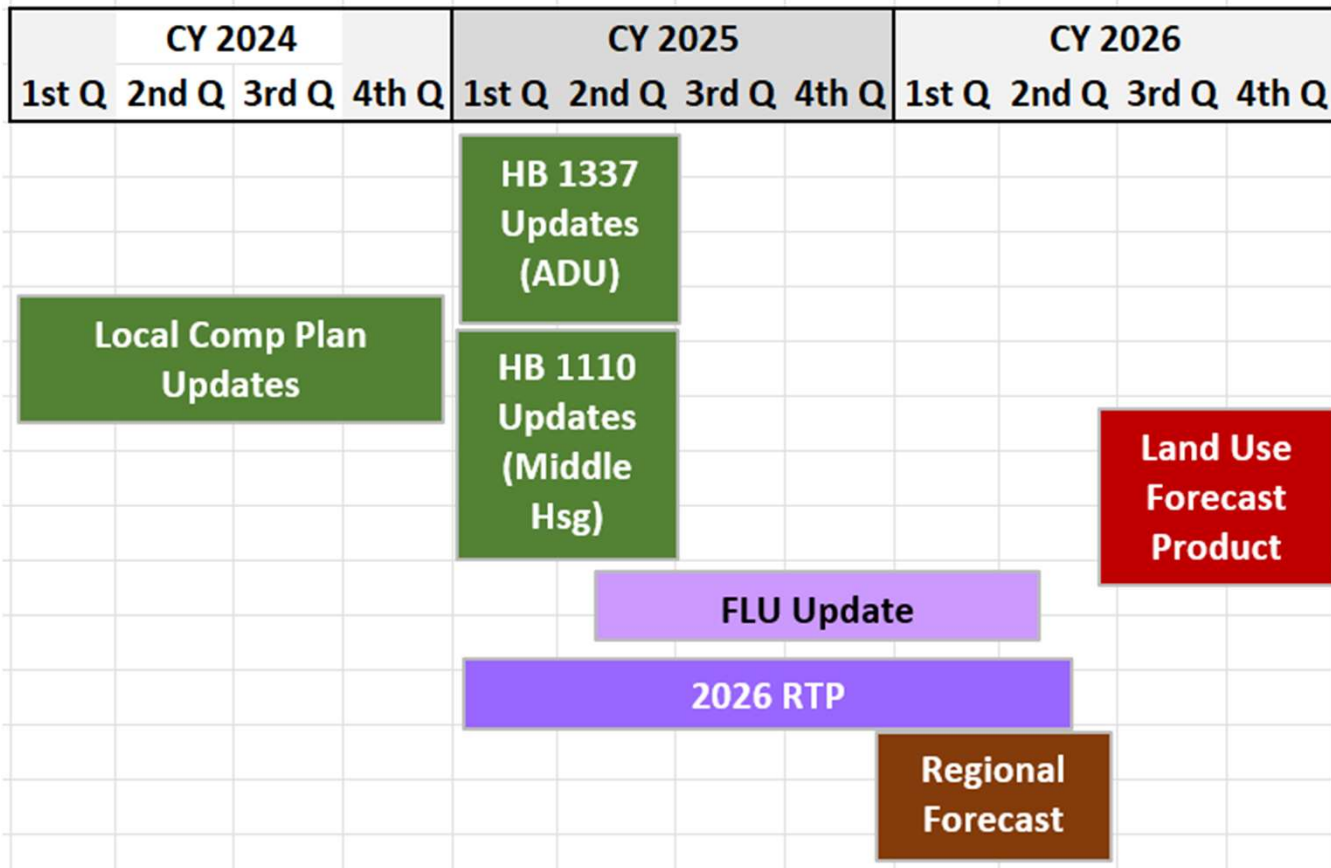 CY 2024 CY 2025 CY 2026
1st Q 2nd Q 3rd Q 4th Q 1st Q 2nd Q 3rd Q 4th Q 1st Q 2nd Q 3rd Q 4th Q
HB 1337
Updates
(ADU)
Local Comp Plan
Updates
HB 1110
Updates
(Middle
Hsg)
Land Use
Forecast
Product
FLU Update
2026 RTP
Regional
Forecast